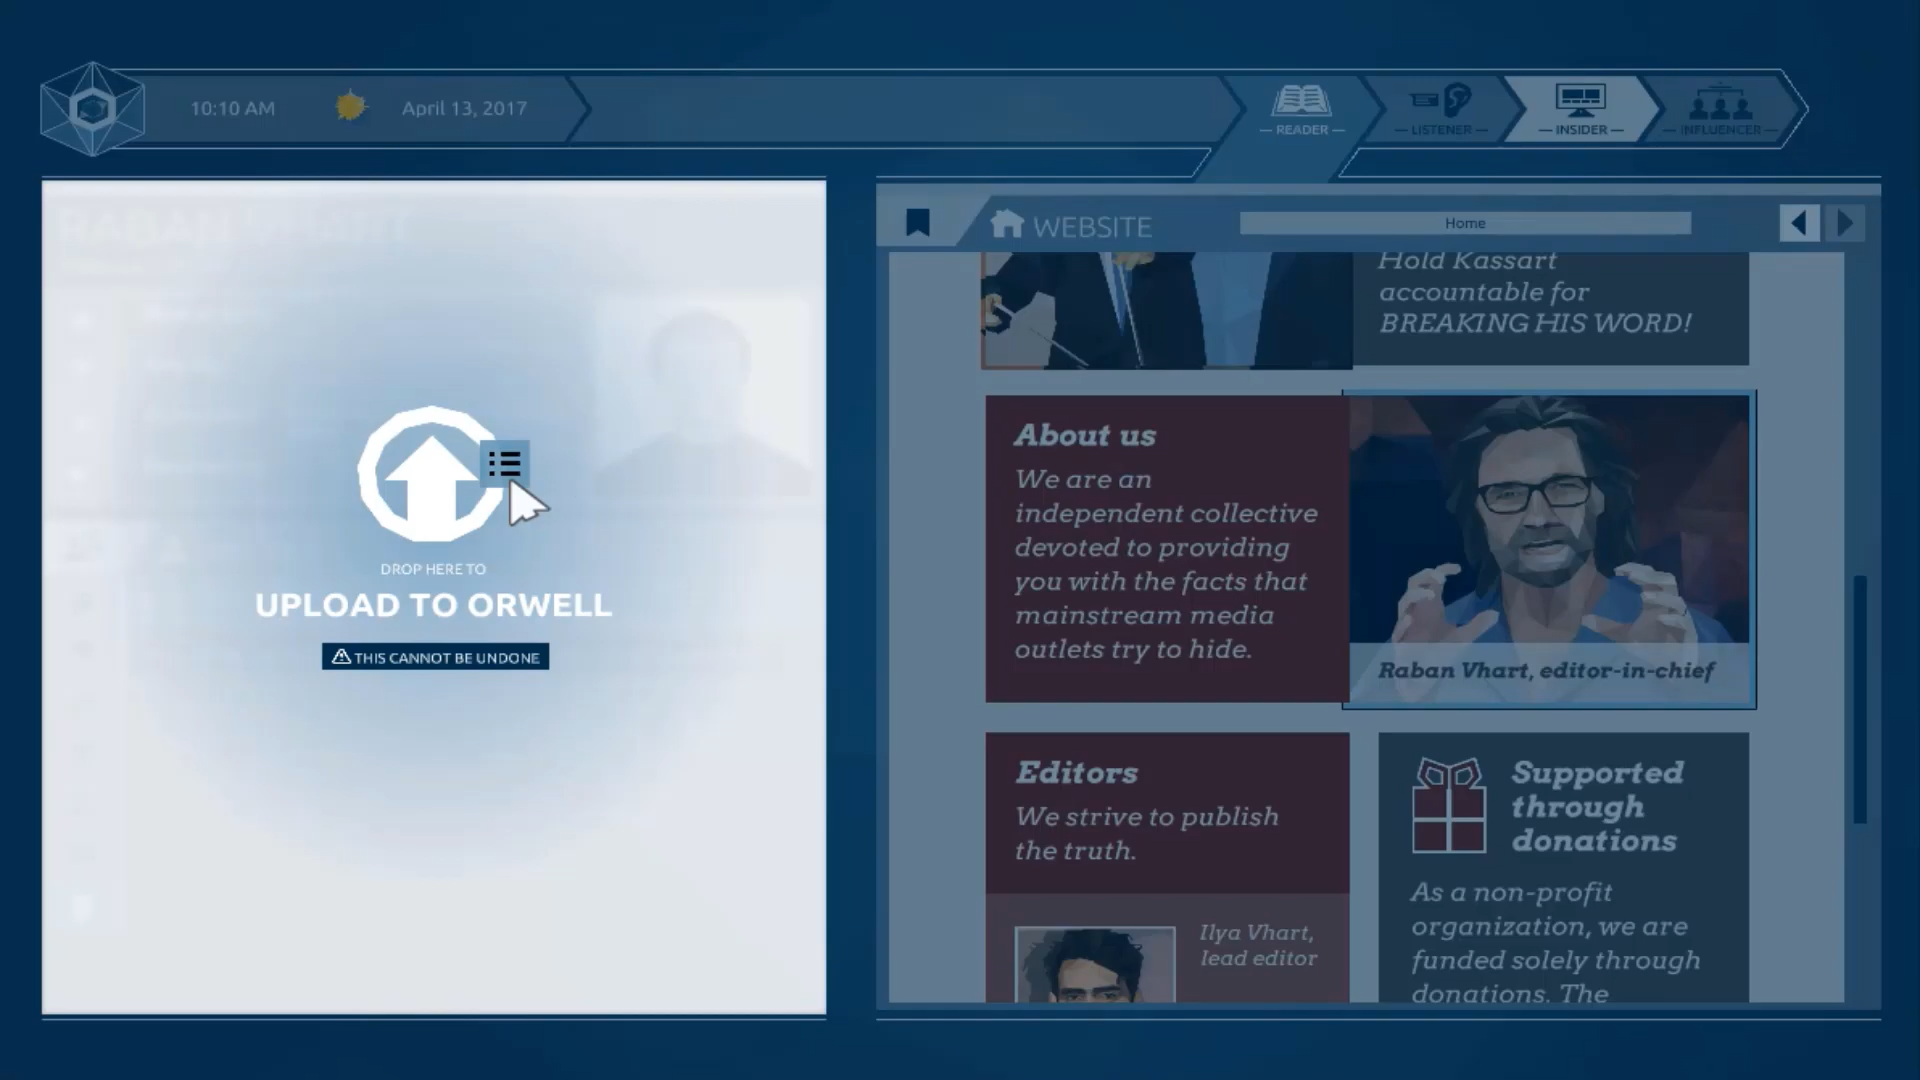 10:10 AM
April 13, 2017
— READER —
— LISTENER —
— INSIDER —
— INFLUENCER —
WEBSITE
Home
RABAN VHART
DROP HERE TO
UPLOAD TO ORWELL
THIS CANNOT BE UNDONE
Hold Kassart
accountable for
BREAKING HIS WORD!
About us
We are an
independent collective
devoted to providing
you with the facts that
mainstream media
outlets try to hide.
Raban Vhart, editor-in-chief
Editors
We strive to publish
the truth.
Ilya Vhart,
lead editor
Supported
through
donations
As a non-profit
organization, we are
funded solely through
donations. The